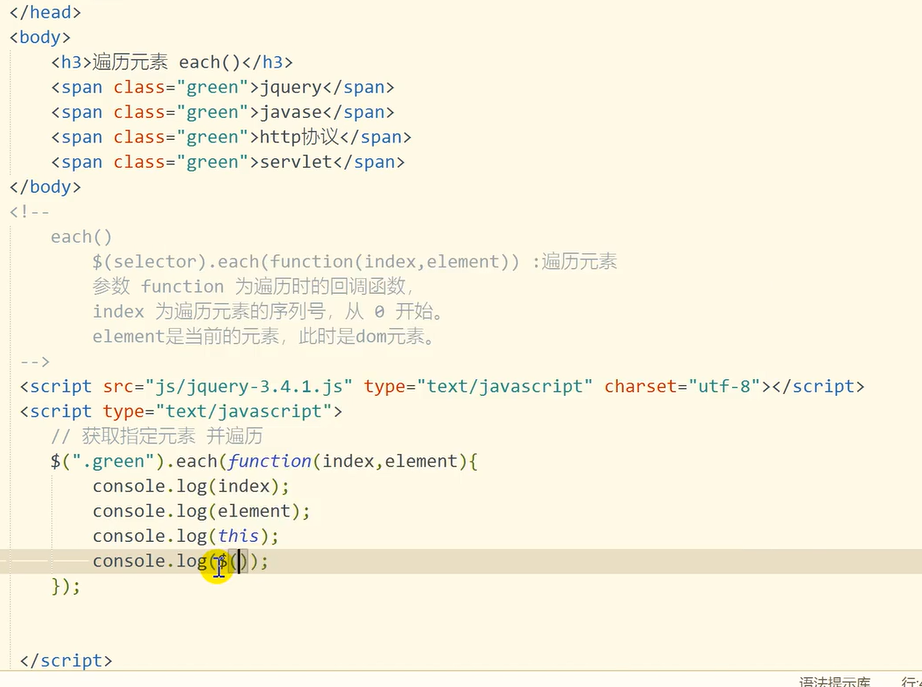 </head>
<body>
<h3>遍历元素 each()</h3>
<span class="green">jquery</span>
<span class="green">javase</span>
<span class="green">http协议</span>
<span class="green">servlet</span>
</body>
<!--
each()
$(selector).each(function(index,element)) :遍历元素
参数 function 为遍历时的回调函数,
index 为遍历元素的序列号，从 0 开始。
element是当前的元素，此时是dom元素。
-->
<script src="js/jquery-3.4.1.js" type="text/javascript" charset="utf-8"></script>
<script type="text/javascript">
// 获取指定元素 并遍历
$(".green").each(function(index,element){
console.log(index);
console.log(element);
console.log(this);
console.log($());
});
</script>
语法提示库 行: